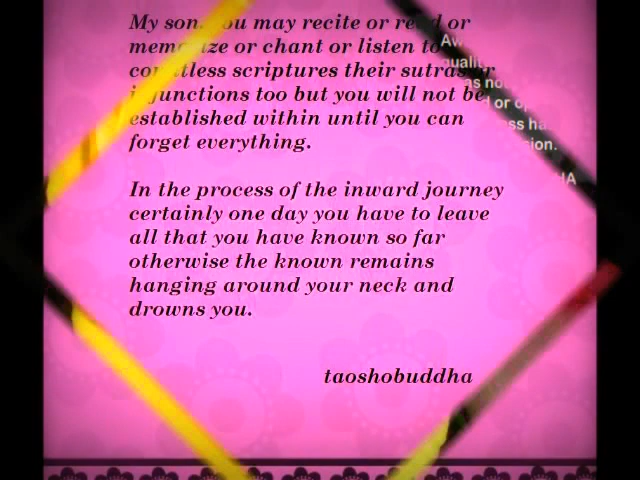 My son you may recite or read or
memorize or chant or listen to
countless scriptures their sutras or
injunctions too but you will not be
established within until you can
forget everything.
In the process of the inward journey
certainly one day you have to leave
all that you have known so far
otherwise the known remains
hanging around your neck and
drowns you.
taoshobuddha